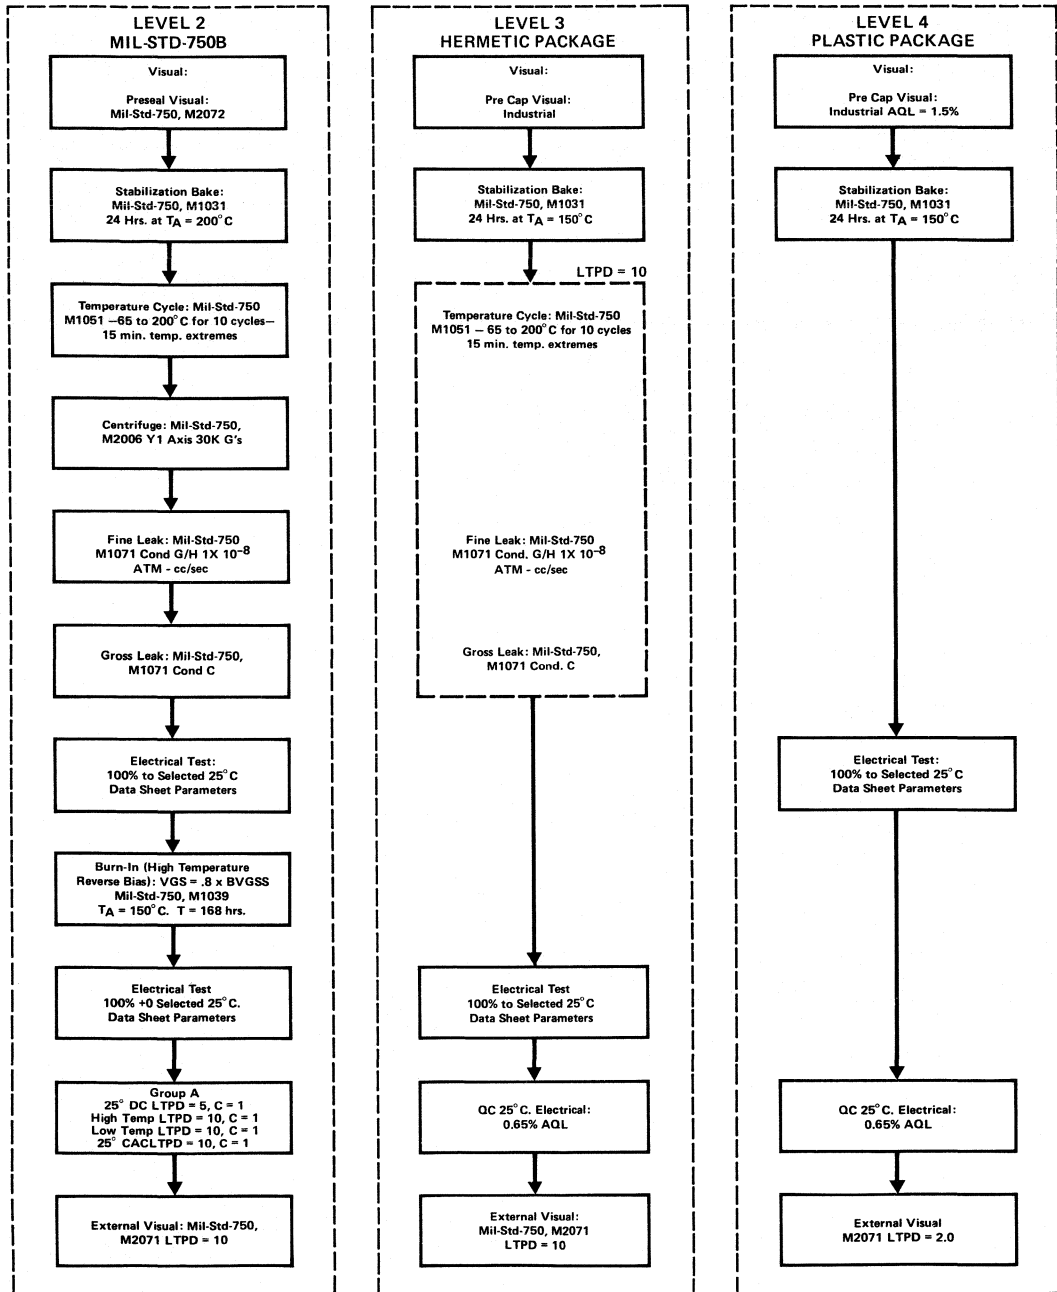 LEVEL 2
MIL-STD-750B
Visual:
Preseal Visual:
Mil-Std-750, M2072
Stabilization Bake:
Mil-Std-750, M1031
24 Hrs. at TA = 200°C
Temperature Cycle: Mil-Std-750
M1051 –65 to 200°C for 10 cycles–
15 min. temp. extremes
Centrifuge: Mil-Std-750,
M2006 Y1 Axis 30K G's
Fine Leak: Mil-Std-750
M1071 Cond G/H 1X 10–8
ATM - cc/sec
Gross Leak: Mil-Std-750,
M1071 Cond C
Electrical Test:
100% to Selected 25°C
Data Sheet Parameters
Burn-In (High Temperature
Reverse Bias): VGS = .8 x BVGSS
Mil-Std-750, M1039
TA = 150°C. T = 168 hrs.
Electrical Test
100% +0 Selected 25°C.
Data Sheet Parameters
Group A
25° DC LTPD = 5, C = 1
High Temp LTPD = 10, C = 1
Low Temp LTPD = 10, C = 1
25° CACLTPD = 10, C = 1
External Visual: Mil-Std-750,
M2071 LTPD = 10
LEVEL 3
HERMETIC PACKAGE
Visual:
Pre Cap Visual:
Industrial
Stabilization Bake:
Mil-Std-750, M1031
24 Hrs. at TA = 150°C
LTPD = 10
Temperature Cycle: Mil-Std-750
M1051 – 65 to 200°C for 10 cycles
15 min. temp. extremes
Fine Leak: Mil-Std-750
M1071 Cond. G/H 1X 10–8
ATM - cc/sec
Gross Leak: Mil-Std-750,
M1071 Cond. C
Electrical Test
100% to Selected 25°C
Data Sheet Parameters
QC 25°C. Electrical:
0.65% AQL
External Visual:
Mil-Std-750, M2071
LTPD = 10
LEVEL 4
PLASTIC PACKAGE
Visual:
Pre Cap Visual:
Industrial AQL = 1.5%
Stabilization Bake:
Mil-Std-750, M1031
24 Hrs. at TA = 150°C
Electrical Test:
100% to Selected 25°C
Data Sheet Parameters
QC 25°C. Electrical:
0.65% AQL
External Visual
M2071 LTPD = 2.0